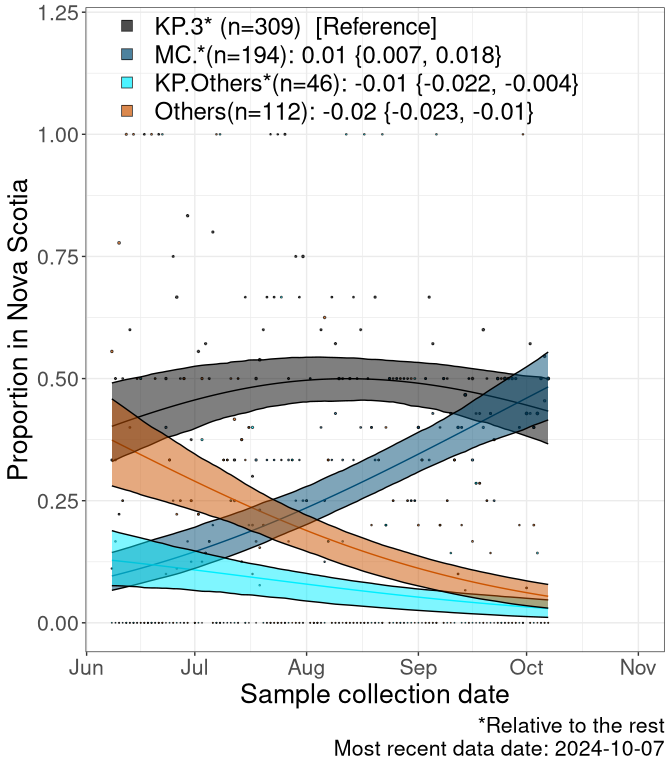 KP.3* (n=309) [Reference]
MC.*(n=194): 0.01 {0.007, 0.018}
KP.Others*(n=46): -0.01 {-0.022, -0.004}
Others(n=112): -0.02 {-0.023, -0.01}
1.25
1.00
0.75
0.50
0.25
0.00
Proportion in Nova Scotia
Jun Jul Aug Sep Oct Nov
Sample collection date
*Relative to the rest
Most recent data date: 2024-10-07